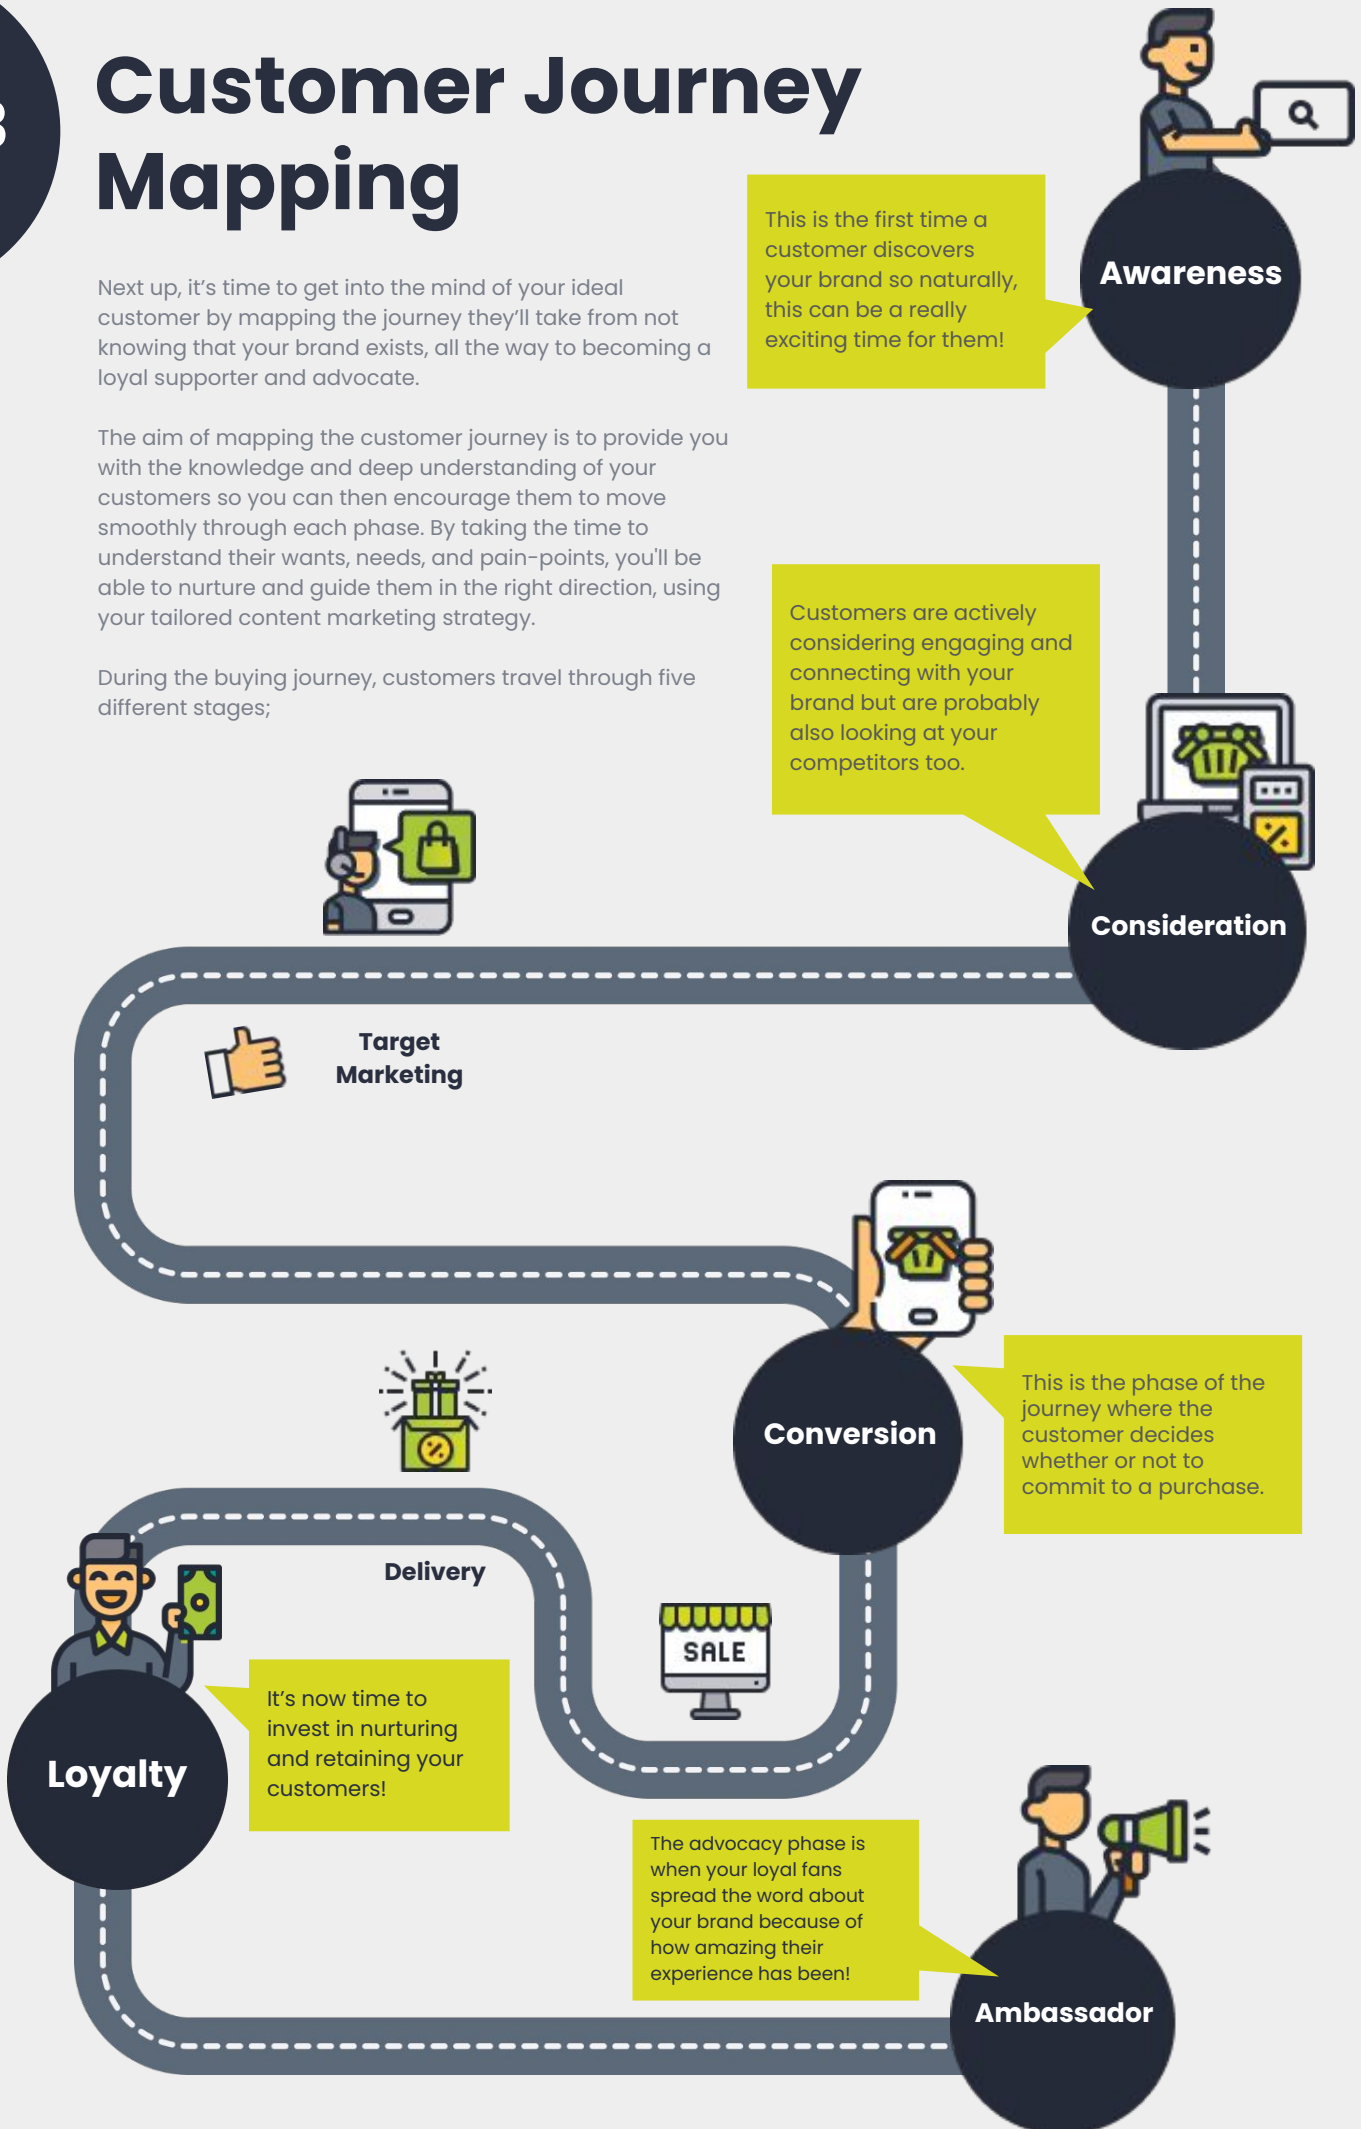 Customer Journey
Mapping
Next up, it's time to get into the mind of your ideal
customer by mapping the journey they'll take from not
knowing that your brand exists, all the way to becoming a
loyal supporter and advocate.
The aim of mapping the customer journey is to provide you
with the knowledge and deep understanding of your
customers so you can then encourage them to move
smoothly through each phase. By taking the time to
understand their wants, needs, and pain-points, you'll be
able to nurture and guide them in the right direction, using
your tailored content marketing strategy.
During the buying journey, customers travel through five
different stages;
This is the first time a
customer discovers
your brand so naturally,
this can be a really
exciting time for them!
Awareness
Customers are actively
considering engaging and
connecting with your
brand but are probably
also looking at your
competitors too.
Consideration
Target
Marketing
Conversion
This is the phase of the
journey where the
customer decides
whether or not to
commit to a purchase.
Delivery
SALE
It's now time to
invest in nurturing
and retaining your
customers!
Loyalty
The advocacy phase is
when your loyal fans
spread the word about
your brand because of
how amazing their
experience has been!
Ambassador